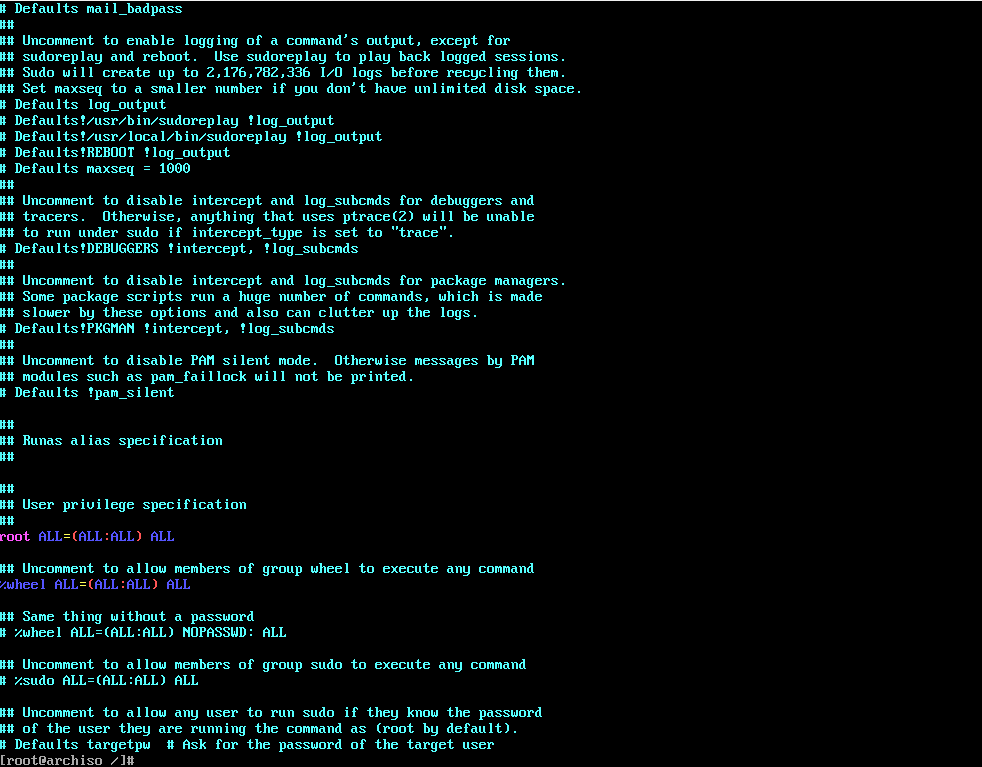 # Defaults mail_badpass
##
## Uncomment to enable logging of a command's output, except for
## sudoreplay and reboot.  Use sudoreplay to play back logged sessions.
## Sudo will create up to 2,176,782,336 I/O logs before recycling them.
## Set maxseq to a smaller number if you don't have unlimited disk space.
# Defaults log_output
# Defaults!/usr/bin/sudoreplay !log_output
# Defaults!/usr/local/bin/sudoreplay !log_output
# Defaults!REBOOT !log_output
# Defaults maxseq = 1000
##
## Uncomment to disable intercept and log_subcmds for debuggers and
## tracers.  Otherwise, anything that uses ptrace(2) will be unable
## to run under sudo if intercept_type is set to "trace".
# Defaults!DEBUGGERS !intercept, !log_subcmds
##
## Uncomment to disable intercept and log_subcmds for package managers.
## Some package scripts run a huge number of commands, which is made
## slower by these options and also can clutter up the logs.
# Defaults!PKGMAN !intercept, !log_subcmds
##
## Uncomment to disable PAM silent mode.  Otherwise messages by PAM
## modules such as pam_faillock will not be printed.
# Defaults !pam_silent

##
## Runas alias specification
##

##
## User privilege specification
##
root ALL=(ALL:ALL) ALL

## Uncomment to allow members of group wheel to execute any command
%wheel ALL=(ALL:ALL) ALL

## Same thing without a password
# %wheel ALL=(ALL:ALL) NOPASSWD: ALL

## Uncomment to allow members of group sudo to execute any command
# %sudo ALL=(ALL:ALL) ALL

## Uncomment to allow any user to run sudo if they know the password
## of the user they are running the command as (root by default).
# Defaults targetpw  # Ask for the password of the target user
[root@archiso /]#